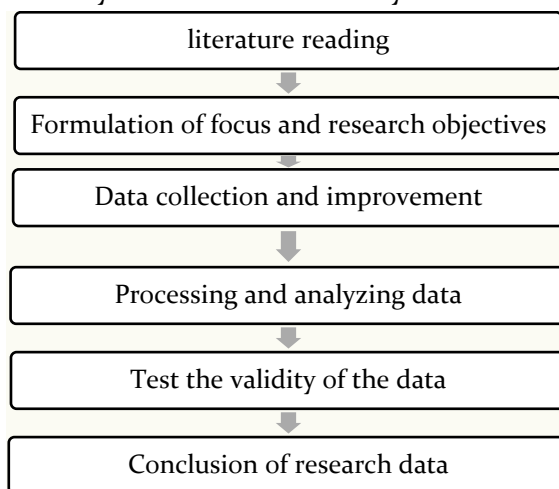 literature reading
Formulation of focus and research objectives
Data collection and improvement
Processing and analyzing data
Test the validity of the data
Conclusion of research data